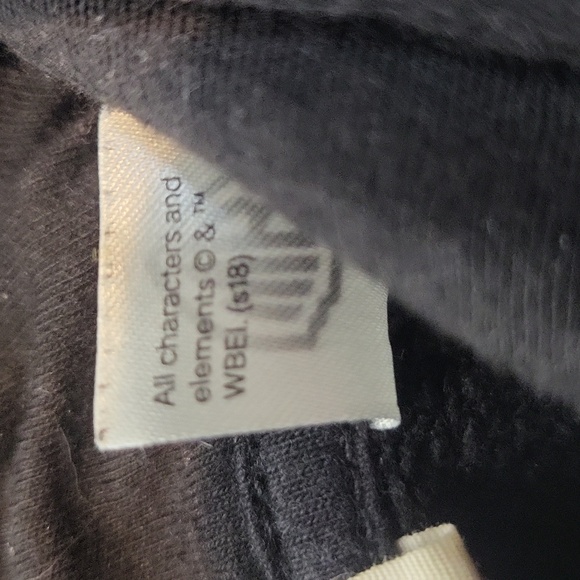 All characters and
elements © & ™
WBEI. (s18)